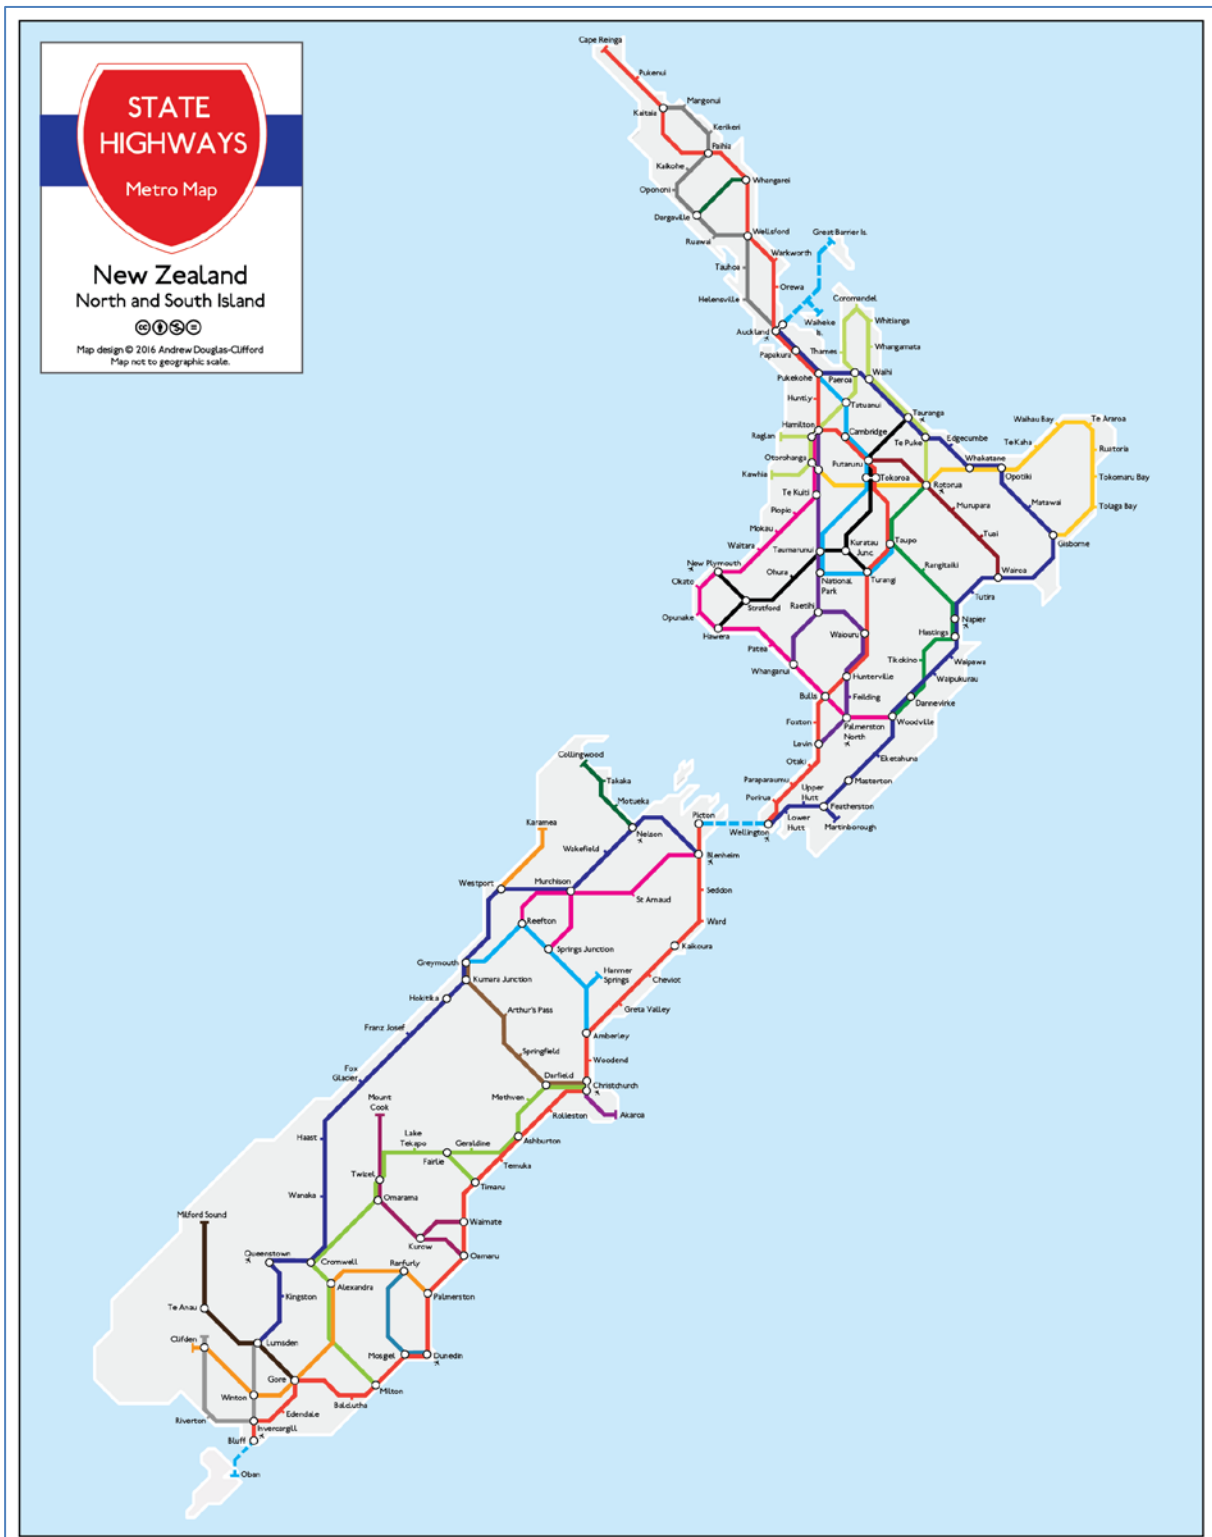 STATE
HIGHWAYS
Metro Map
New Zealand
North and South Island
Map design © 2016 Andrew Douglas-Clifford
Map not to geographic scale.
Cape Reinga
Pukenui
Mangonui
Kaitaia
Kerikeri
Paihia
Kaikohe
Whangarei
Opononi
Dargaville
Ruawai
Wellsford
Great Barrier Is.
Warkworth
Tauhoa
Orewa
Helensville
Coromandel
Auckland
Waiheke
Is.
Whitianga
Papakura
Thames
Whangamata
Pukekohe
Paeroa
Waihi
Huntly
Tatuanui
Tauranga
Hamilton
Cambridge
Raglan
Te Puke
Edgecumbe
Waihau Bay
Te Araroa
Te Kaha
Ruatoria
Otorohanga
Putaruru
Whakatane
Kawhia
Tokoroa
Opotiki
Tokomaru Bay
Te Kuiti
Rotorua
Murupara
Matawai
Tolaga Bay
Piopio
Mokau
Tuai
Gisborne
Waitara
Taumarunui
Kuratau
Junc.
Taupo
New Plymouth
Ohura
Rangitaiki
Wairoa
Okato
National
Park
Turangi
Stratford
Raetihi
Tutira
Opunake
Napier
Hawera
Waiouru
Hastings
Patea
Tikokino
Waipawa
Whanganui
Hunterville
Waipukurau
Bulls
Feilding
Dannevirke
Foxton
Palmerston
North
Woodville
Levin
Otaki
Eketahuna
Paraparaumu
Masterton
Porirua
Upper
Hutt
Featherston
Wellington
Lower
Hutt
Martinborough
Collingwood
Takaka
Motueka
Picton
Karamea
Nelson
Wakefield
Blenheim
Westport
Murchison
Seddon
St Arnaud
Reefton
Ward
Springs Junction
Kaikoura
Greymouth
Hanmer
Springs
Kumara Junction
Cheviot
Hokitika
Arthur's Pass
Greta Valley
Franz Josef
Amberley
Springfield
Woodend
Fox
Glacier
Darfield
Christchurch
Mount
Cook
Methven
Rolleston
Akaroa
Haast
Lake
Tekapo
Geraldine
Ashburton
Fairlie
Temuka
Twizel
Timaru
Wanaka
Omarama
Milford Sound
Waimate
Kurow
Queenstown
Cromwell
Oamaru
Ranfurly
Alexandra
Kingston
Palmerston
Te Anau
Clifden
Lumsden
Mosgiel
Dunedin
Gore
Winton
Milton
Balclutha
Riverton
Edendale
Invercargill
Bluff
Oban